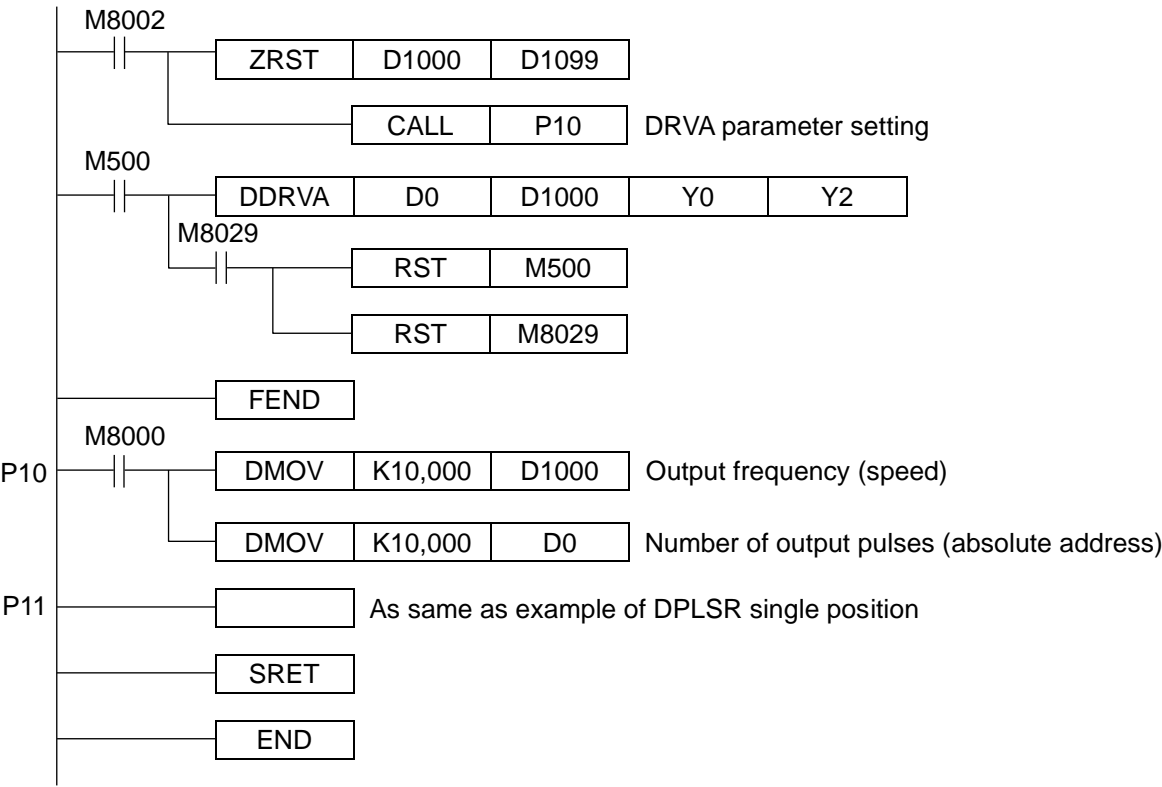 M8002
ZRST D1000 D1099
CALL P10 DRVA parameter setting
M500
DDRVA D0 D1000 Y0 Y2
M8029
RST M500
RST M8029
FEND
M8000
P10 DMOV K10,000 D1000 Output frequency (speed)
DMOV K10,000 D0 Number of output pulses (absolute address)
P11 As same as example of DPLSR single position
SRET
END